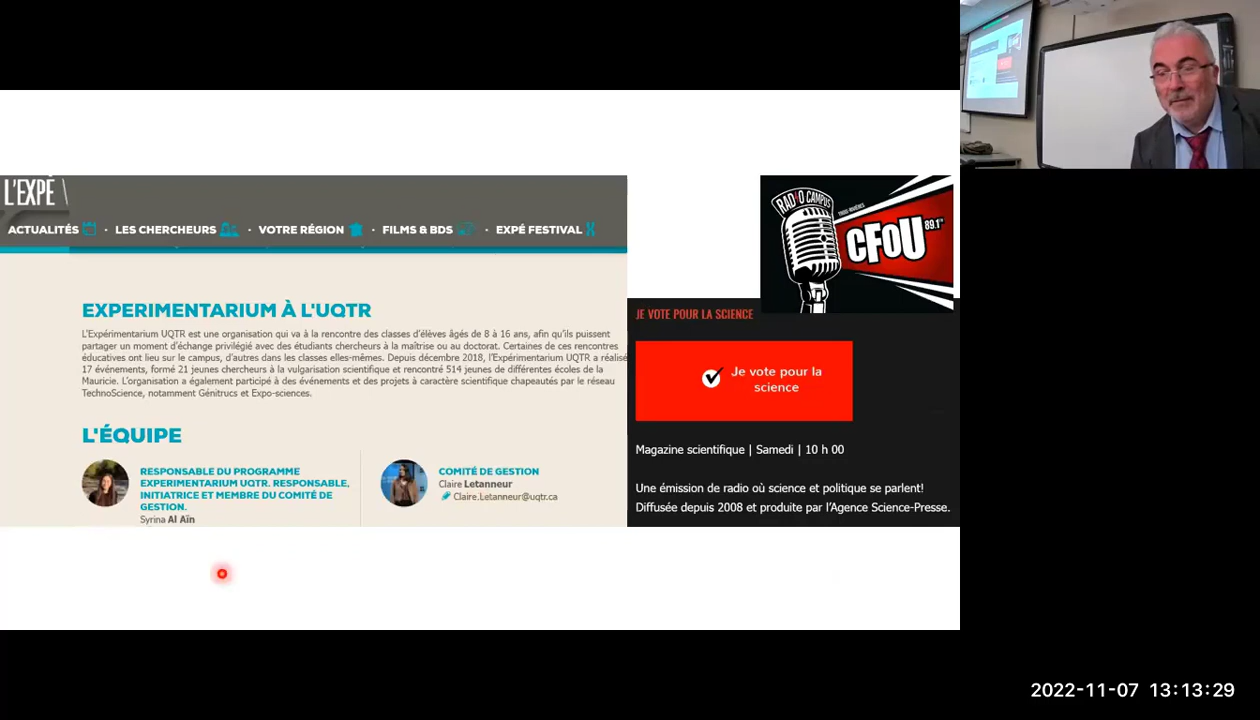 L'EXPÉ
ACTUALITÉS · LES CHERCHEURS · VOTRE RÉGION · FILMS & BDS · EXPÉ FESTIVAL
EXPERIMENTARIUM À L'UQTR
L'Expérimentarium UQTR est une organisation qui va à la rencontre des classes d'élèves âgés de 8 à 16 ans, afin qu'ils puissent
partager un moment d'échange privilégié avec des étudiants chercheurs à la maîtrise ou au doctorat. Certaines de ces rencontres
éducatives ont lieu sur le campus, d'autres dans les classes elles-mêmes. Depuis décembre 2018, l'Expérimentarium UQTR a réalisé
17 événements, formé 21 jeunes chercheurs à la vulgarisation scientifique et rencontré 514 jeunes de différentes écoles de la
Mauricie. L'organisation a également participé à des événements et des projets à caractère scientifique chapeautés par le réseau
TechnoScience, notamment Génitrucs et Expo-sciences.
L'ÉQUIPE
RESPONSABLE DU PROGRAMME
EXPERIMENTARIUM UQTR. RESPONSABLE,
INITIATRICE ET MEMBRE DU COMITÉ DE
GESTION.
Syrina Al Aïn
COMITÉ DE GESTION
Claire Letanneur
Claire.Letanneur@uqtr.ca
RADIO CAMPUS
TROIS-RIVIÈRES
CFOU 89.1
JE VOTE POUR LA SCIENCE
Je vote pour la
science
Magazine scientifique | Samedi | 10 h 00
Une émission de radio où science et politique se parlent!
Diffusée depuis 2008 et produite par l'Agence Science-Presse.
2022-11-07 13:13:29